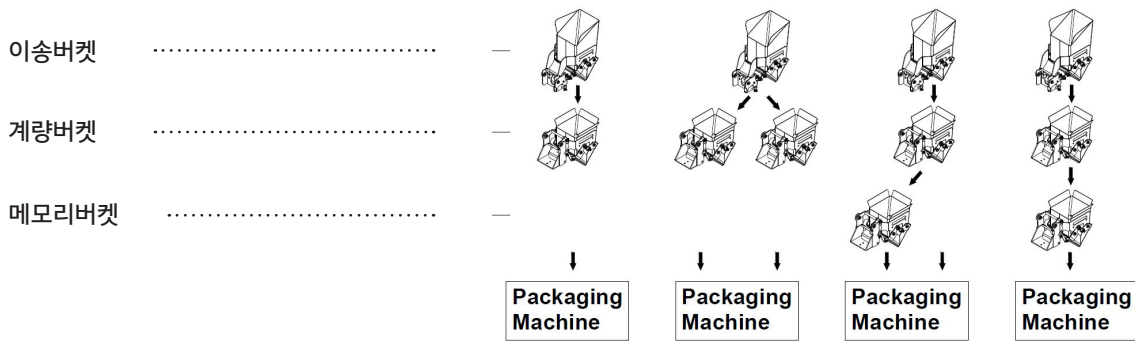 이송버켓
계량버켓
메모리버켓
Packaging Machine
Packaging Machine
Packaging Machine
Packaging Machine